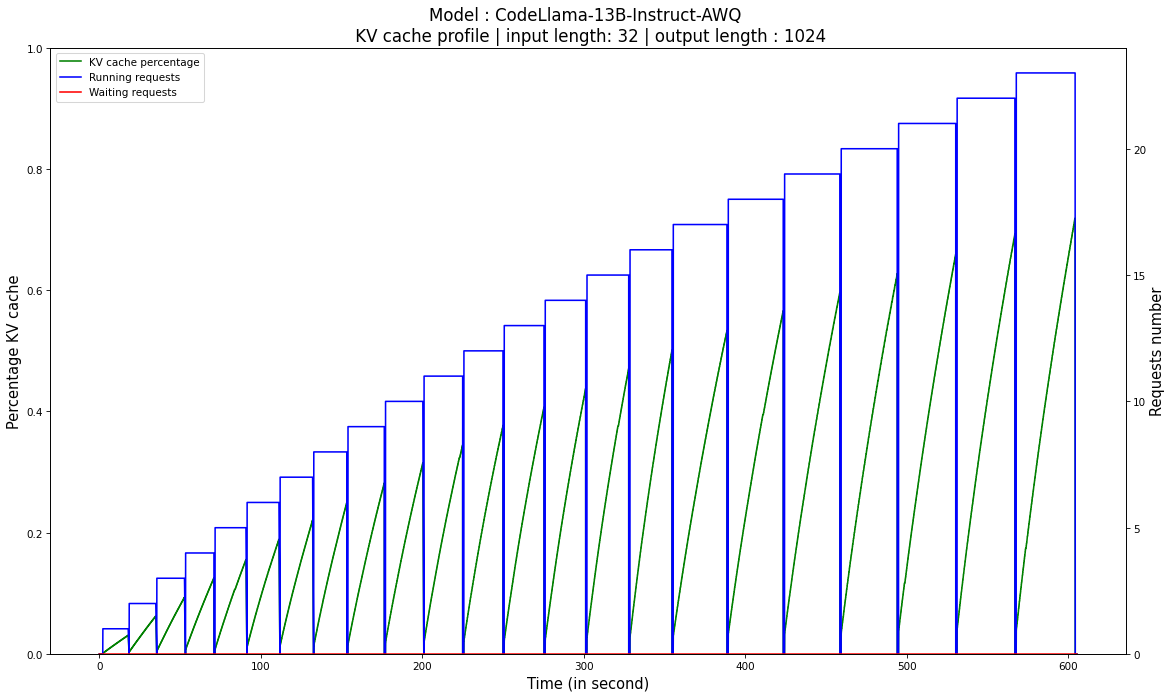 Model : CodeLlama-13B-Instruct-AWQ
KV cache profile | input length: 32 | output length : 1024
KV cache percentage
Running requests
Waiting requests
Percentage KV cache
1.0
0.8
0.6
0.4
0.2
0.0
0 100 200 300 400 500 600
Time (in second)
20
15
10
5
0
Requests number